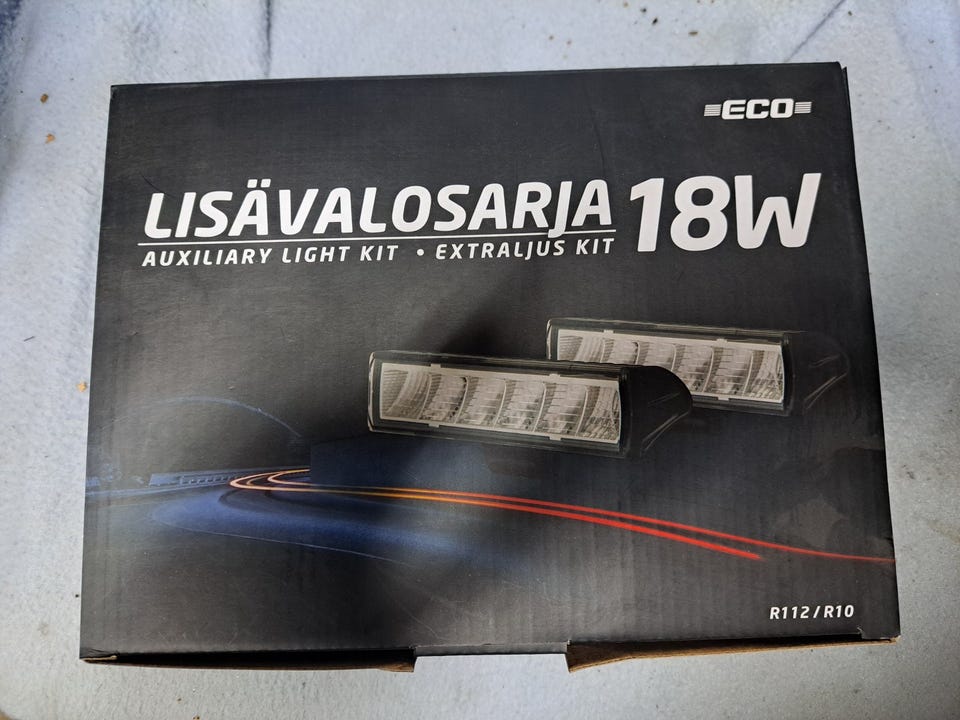 ECO
LISÄVALOSARJA 18W
AUXILIARY LIGHT KIT • EXTRALJUS KIT
R112/R10